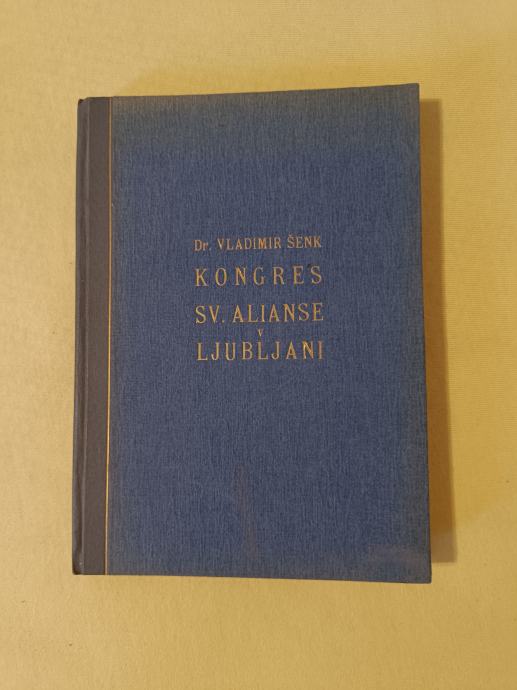 Dr. VLADIMIR ŠENK
KONGRES
SV. ALIANSE
V
LJUBLJANI